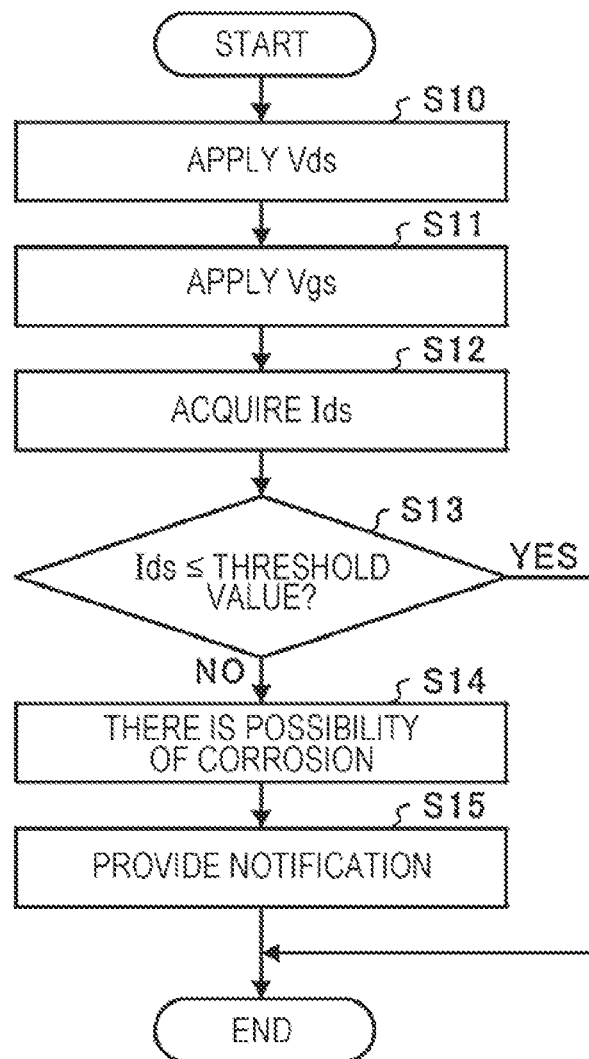 START
S10
APPLY Vds
S11
APPLY Vgs
S12
ACQUIRE Ids
S13
Ids ≤ THRESHOLD
VALUE?
YES
NO
S14
THERE IS POSSIBILITY
OF CORROSION
S15
PROVIDE NOTIFICATION
END